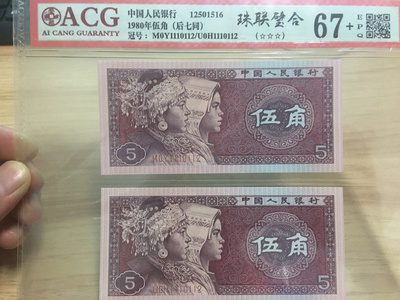 ACG
AI CANG GUARANTY
中国人民银行 12501516
1980年伍角（后七同）
冠号：M0Y1110112/U0H1110112
珠联璧合
（☆☆☆）
67+
EPQ
中国人民银行
伍角
5
5
中国人民银行
伍角
5
5